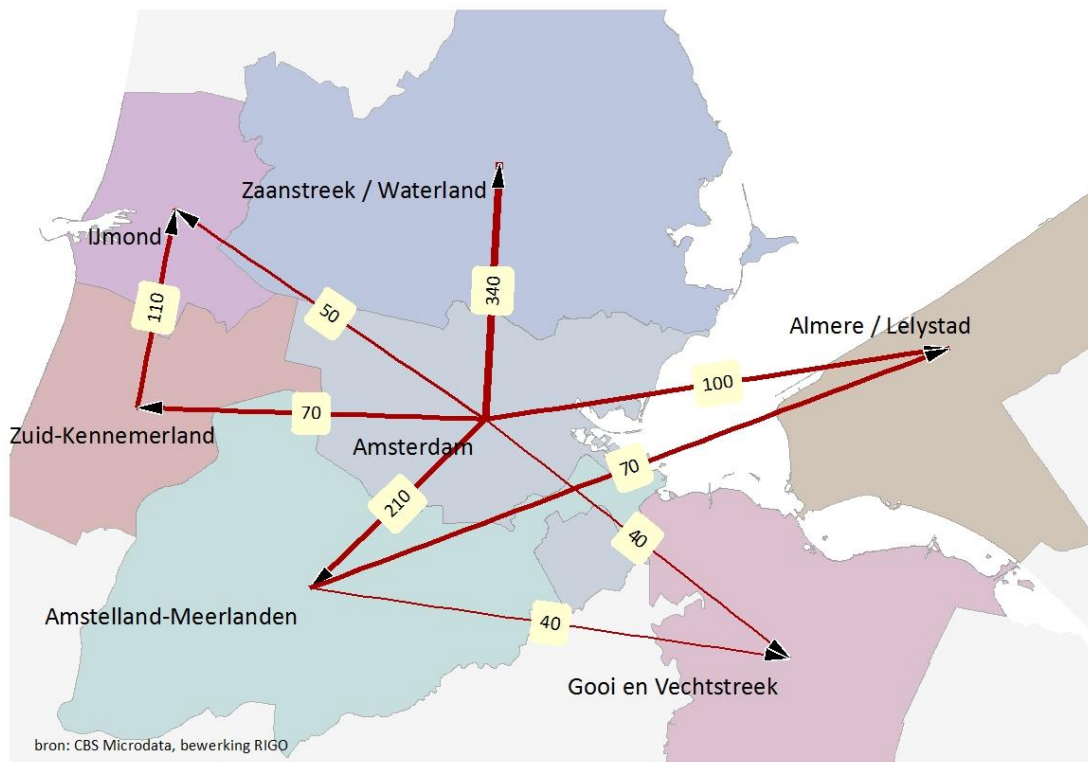 Zaanstreek / Waterland
IJmond
340
110
50
Almere / Lelystad
100
70
Zuid-Kennemerland
Amsterdam
70
210
40
Amstelland-Meerlanden
40
Gooi en Vechtstreek
bron: CBS Microdata, bewerking RIGO